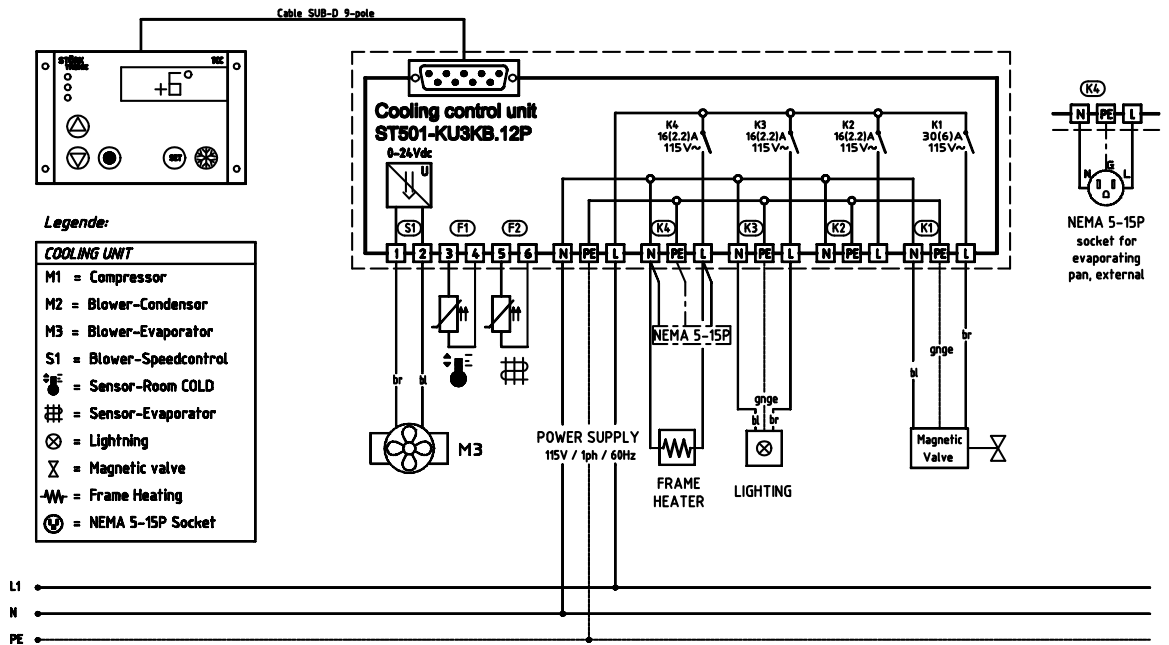 Cable SUB-D 9-pole
STÖRK
TRONIC
TCC
+6°
SET
Cooling control unit
ST501-KU3KB.12P
0-24Vdc
U
K4
16(2.2)A
115V~
K3
16(2.2)A
115V~
K2
16(2.2)A
115V~
K1
30(6)A
115V~
S1 F1 F2 K4 K3 K2 K1
1 2 3 4 5 6 N PE L N PE L N PE L N PE L N PE L
K4
N PE L
N G L
NEMA 5-15P
socket for
evaporating
pan, external
Legende:
COOLING UNIT
M1 = Compressor
M2 = Blower-Condensor
M3 = Blower-Evaporator
S1 = Blower-Speedcontrol
= Sensor-Room COLD
= Sensor-Evaporator
= Lightning
= Magnetic valve
= Frame Heating
= NEMA 5-15P Socket
br bl
M3
NEMA 5-15P
POWER SUPPLY
115V / 1ph / 60Hz
FRAME
HEATER
gnge
bl br
LIGHTING
br
gnge
bl
Magnetic
Valve
L1
N
PE